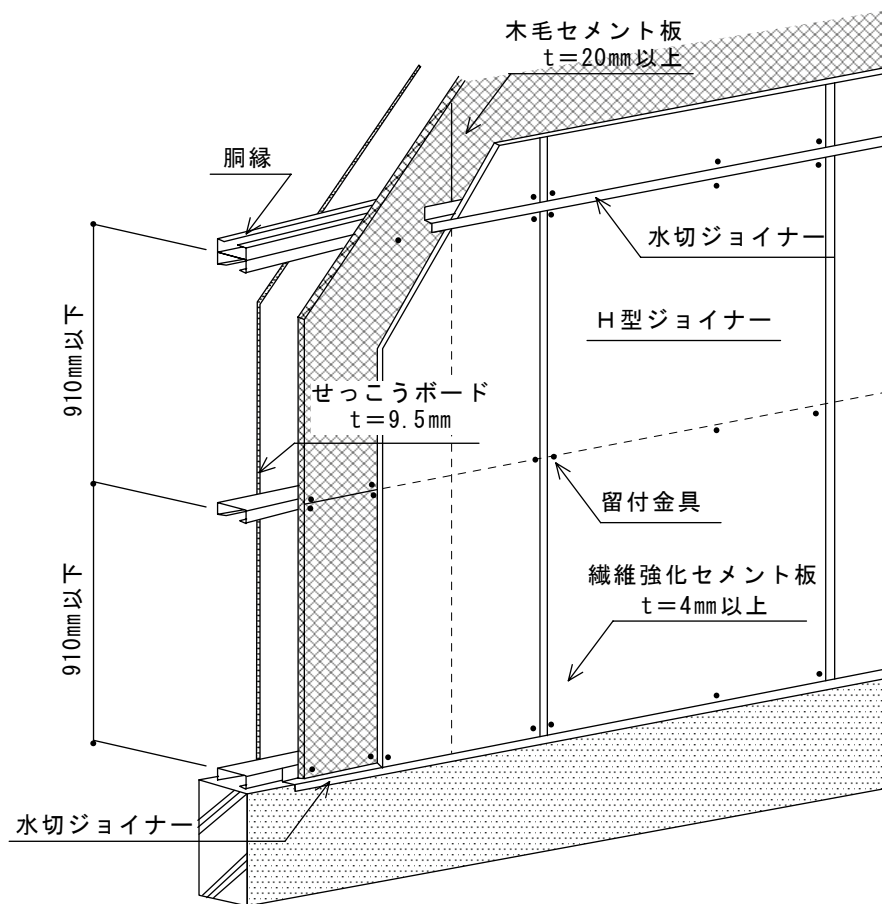 木毛セメント板
t＝20㎜以上
胴縁
水切ジョイナー
910㎜以下
H型ジョイナー
せっこうボード
t＝9.5㎜
留付金具
繊維強化セメント板
t＝4㎜以上
910㎜以下
水切ジョイナー